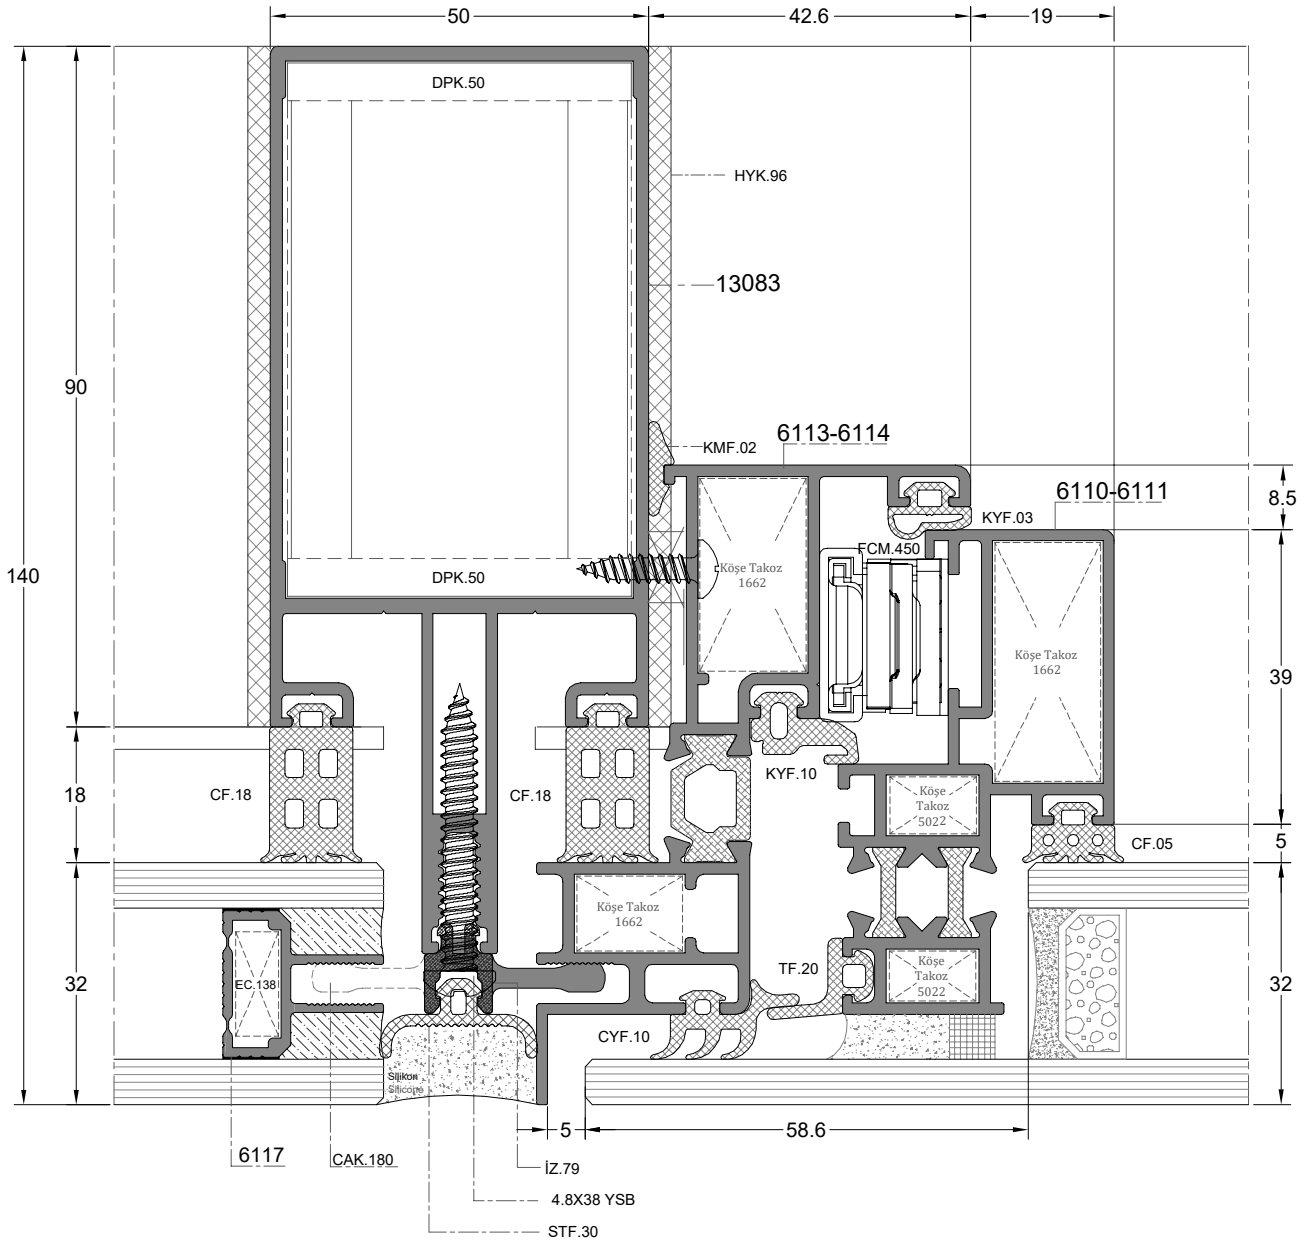 50
42.6
19
DPK.50
HYK.96
13083
90
KMF.02
6113-6114
6110-6111
8.5
KYF.03
FCM.450
140
DPK.50
Köşe Takoz
1662
Köşe Takoz
1662
39
KYF.10
18
CF.18
CF.18
Köşe
Takoz
5022
CF.05
5
Köşe Takoz
1662
32
EC.138
TF.20
Köşe
Takoz
5022
32
CYF.10
Silikon
Silicone
5
58.6
6117
CAK.180
İZ.79
4.8X38 YSB
STF.30